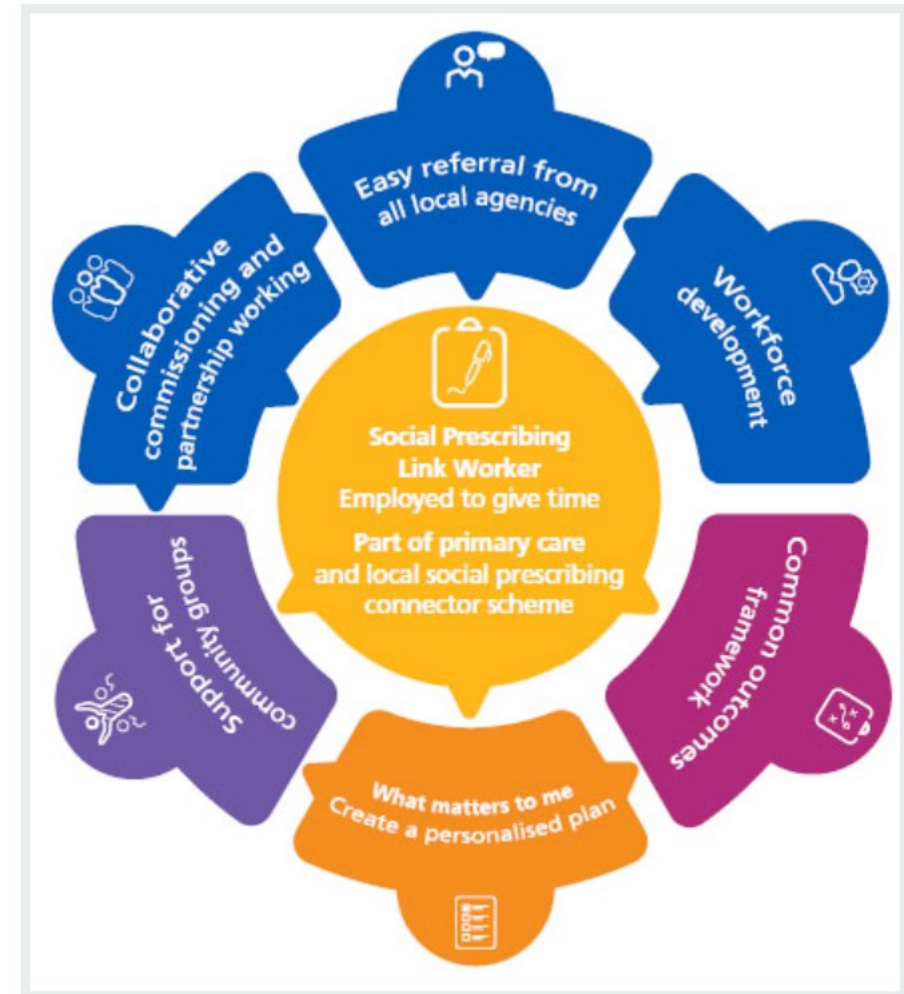 Easy referral from
all local agencies
Workforce
development
Common outcomes
framework
What matters to me
Create a personalised plan
Support for
community groups
Collaborative
commissioning and
partnership working
Social Prescribing
Link Worker
Employed to give time
Part of primary care
and local social prescribing
connector scheme